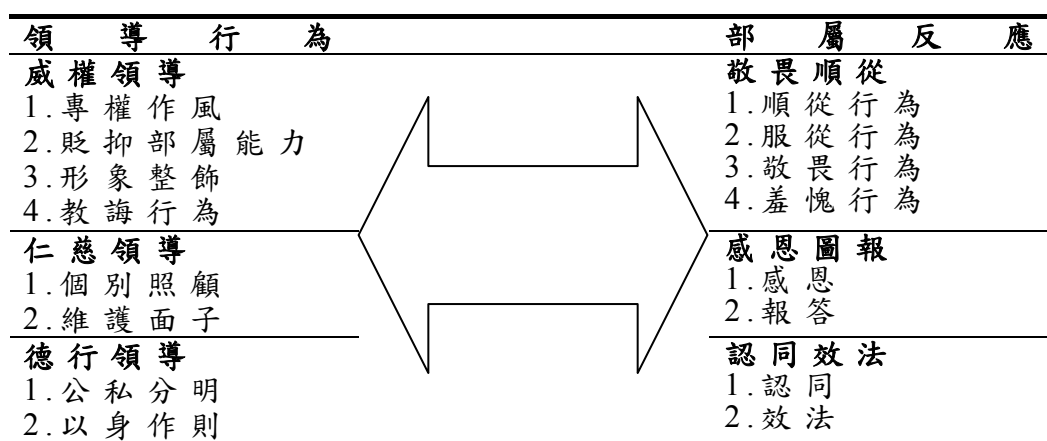 領導行為 部屬反應
威權領導 敬畏順從
1.專權作風 1.順從行為
2.貶抑部屬能力 2.服從行為
3.形象整飾 3.敬畏行為
4.教誨行為 4.羞愧行為
仁慈領導 感恩圖報
1.個別照顧 1.感恩
2.維護面子 2.報答
德行領導 認同效法
1.公私分明 1.認同
2.以身作則 2.效法